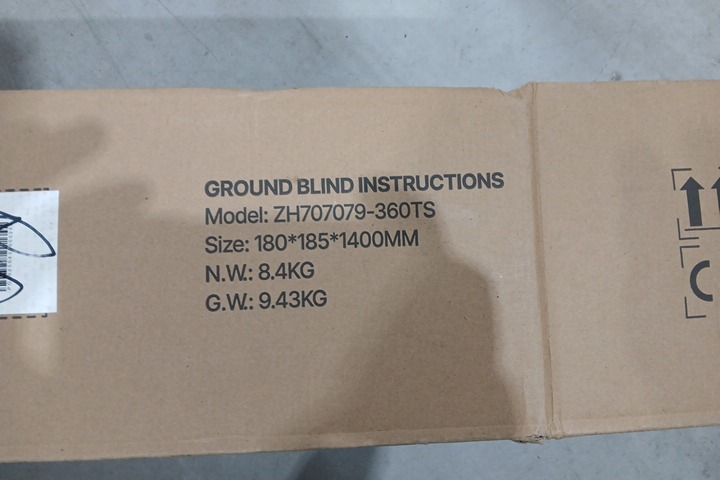 GROUND BLIND INSTRUCTIONS
Model: ZH707079-360TS
Size: 180*185*1400MM
N.W.: 8.4KG
G.W.: 9.43KG